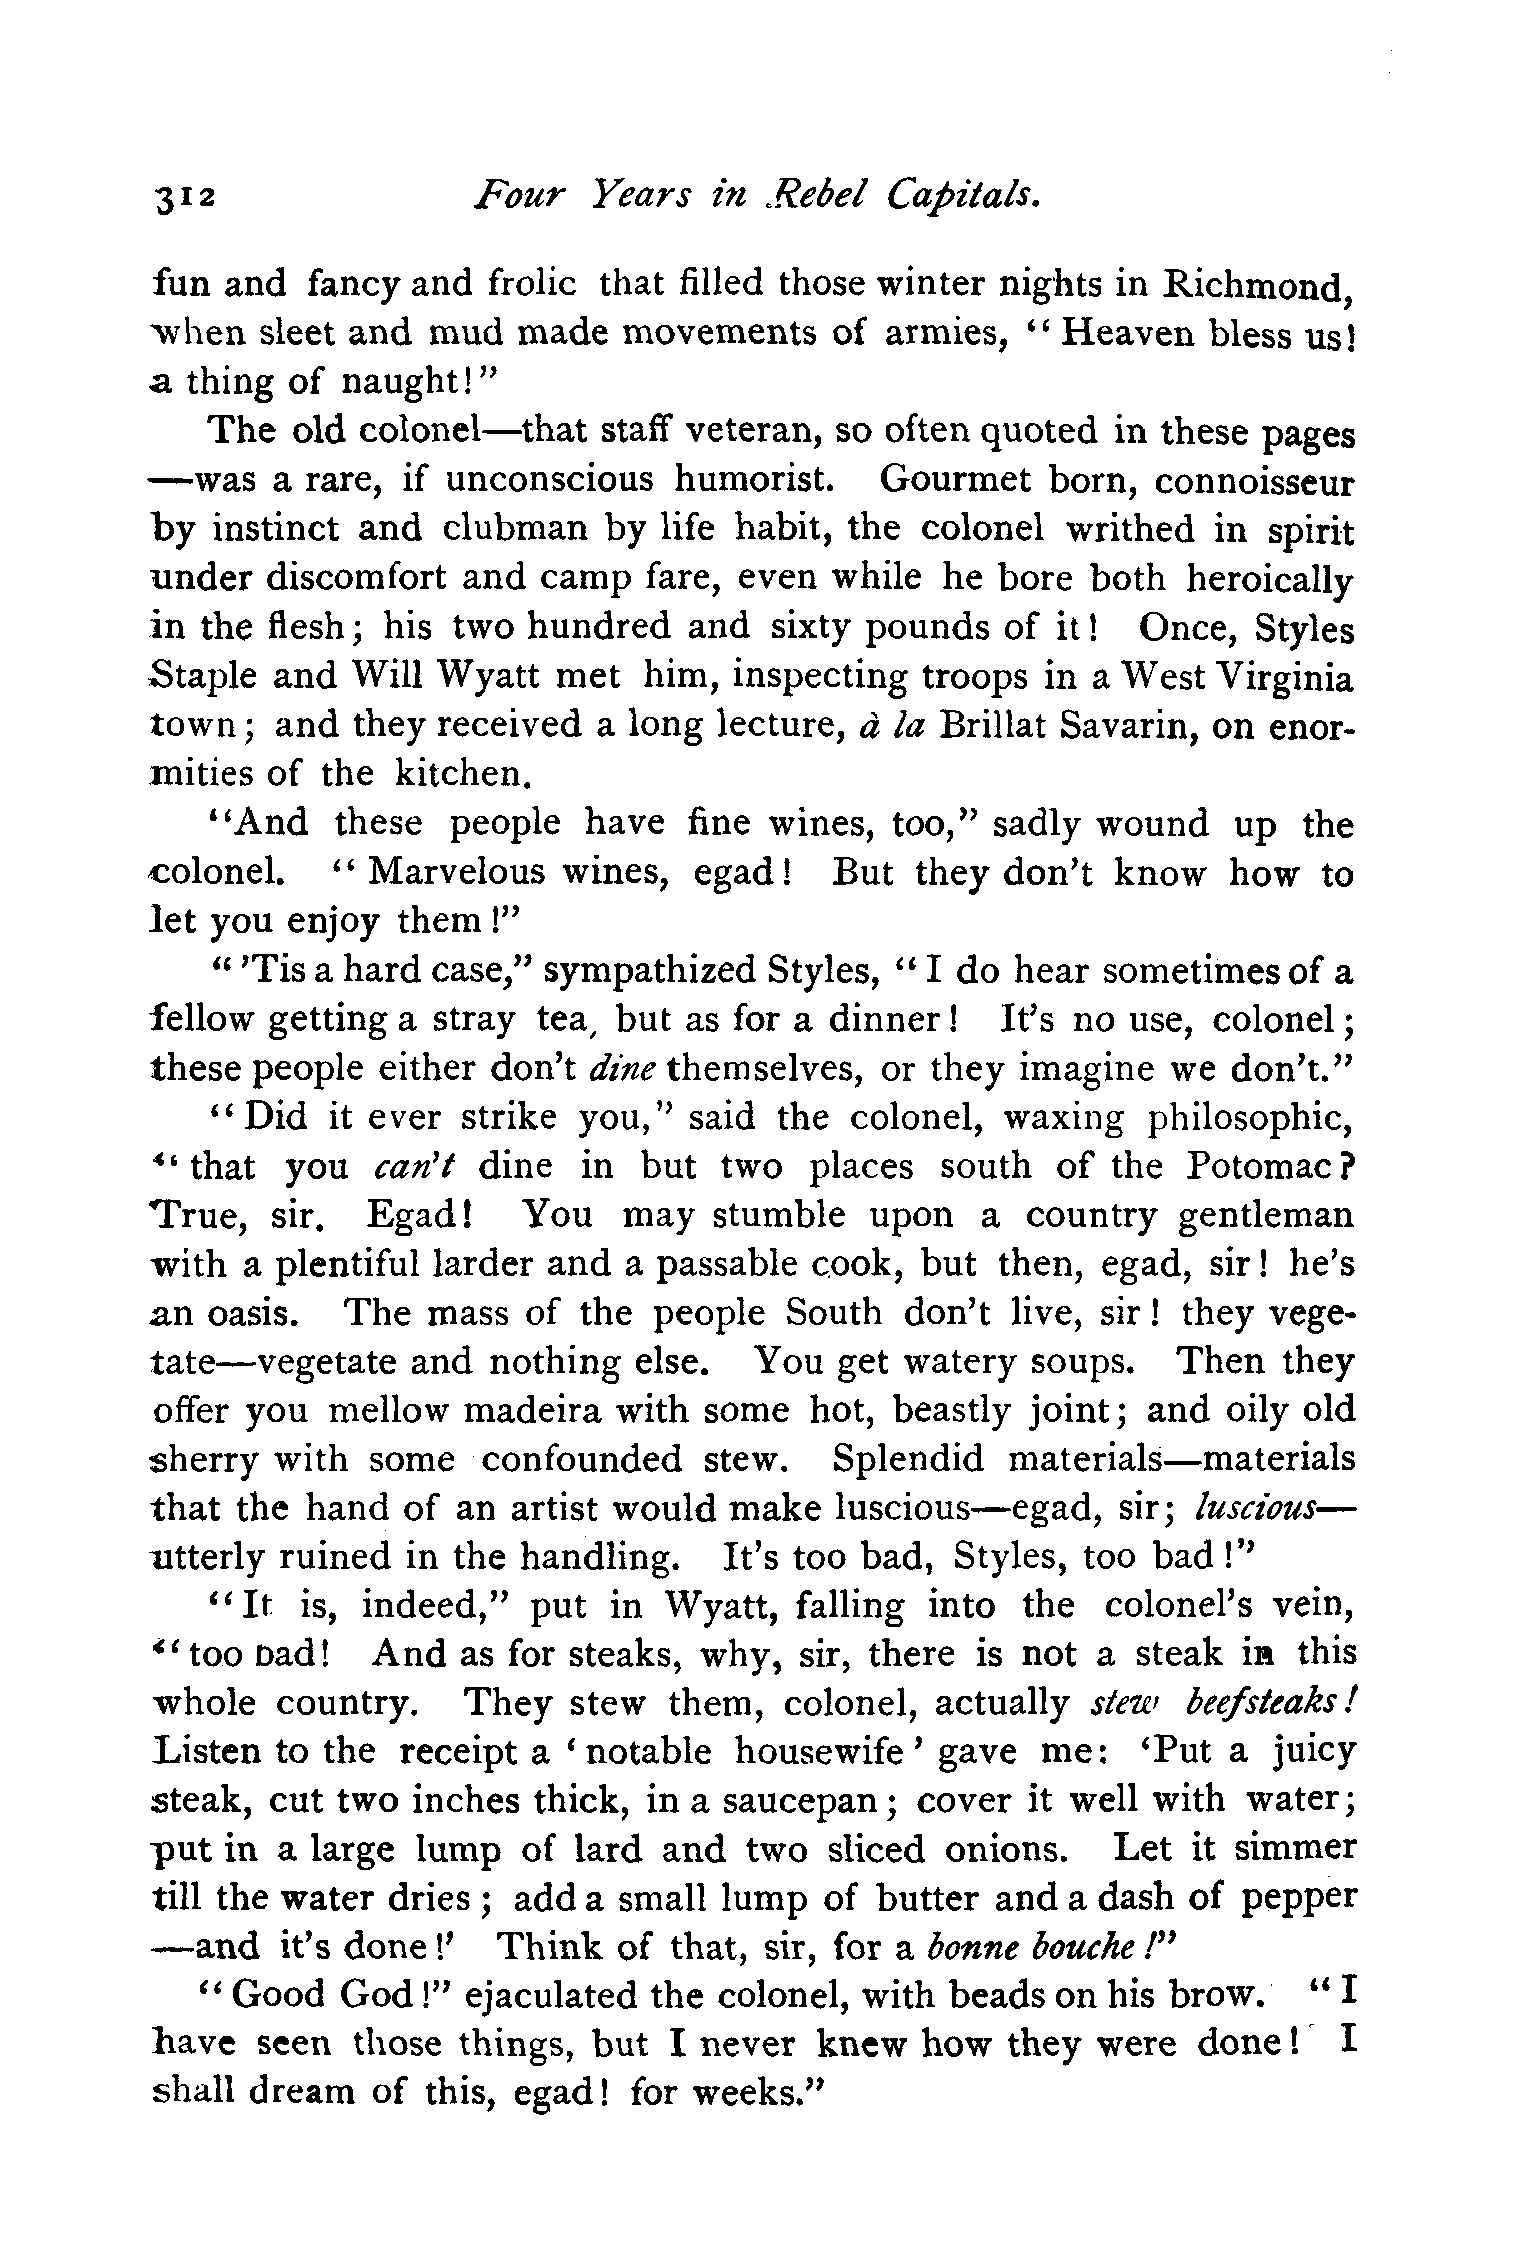 312 Four Years in Rebel Capitals.
fun and fancy and frolic that filled those winter nights in Richmond,
when sleet and mud made movements of armies, "Heaven bless us!
a thing of naught!"
The old colonel—that staff veteran, so often quoted in these pages
—was a rare, if unconscious humorist. Gourmet born, connoisseur
by instinct and clubman by life habit, the colonel writhed in spirit
under discomfort and camp fare, even while he bore both heroically
in the flesh; his two hundred and sixty pounds of it! Once, Styles
Staple and Will Wyatt met him, inspecting troops in a West Virginia
town; and they received a long lecture, à la Brillat Savarin, on enor-
mities of the kitchen.
"And these people have fine wines, too," sadly wound up the
colonel. "Marvelous wines, egad! But they don't know how to
let you enjoy them!"
"'Tis a hard case," sympathized Styles, "I do hear sometimes of a
fellow getting a stray tea, but as for a dinner! It's no use, colonel;
these people either don't dine themselves, or they imagine we don't."
"Did it ever strike you," said the colonel, waxing philosophic,
"that you can't dine in but two places south of the Potomac?
True, sir. Egad! You may stumble upon a country gentleman
with a plentiful larder and a passable cook, but then, egad, sir! he's
an oasis. The mass of the people South don't live, sir! they vege-
tate—vegetate and nothing else. You get watery soups. Then they
offer you mellow madeira with some hot, beastly joint; and oily old
sherry with some confounded stew. Splendid materials—materials
that the hand of an artist would make luscious—egad, sir; luscious—
utterly ruined in the handling. It's too bad, Styles, too bad!"
"It is, indeed," put in Wyatt, falling into the colonel's vein,
"too bad! And as for steaks, why, sir, there is not a steak in this
whole country. They stew them, colonel, actually stew beefsteaks!
Listen to the receipt a 'notable housewife' gave me: 'Put a juicy
steak, cut two inches thick, in a saucepan; cover it well with water;
put in a large lump of lard and two sliced onions. Let it simmer
till the water dries; add a small lump of butter and a dash of pepper
—and it's done!' Think of that, sir, for a bonne bouche!"
"Good God!" ejaculated the colonel, with beads on his brow. "I
have seen those things, but I never knew how they were done! I
shall dream of this, egad! for weeks."